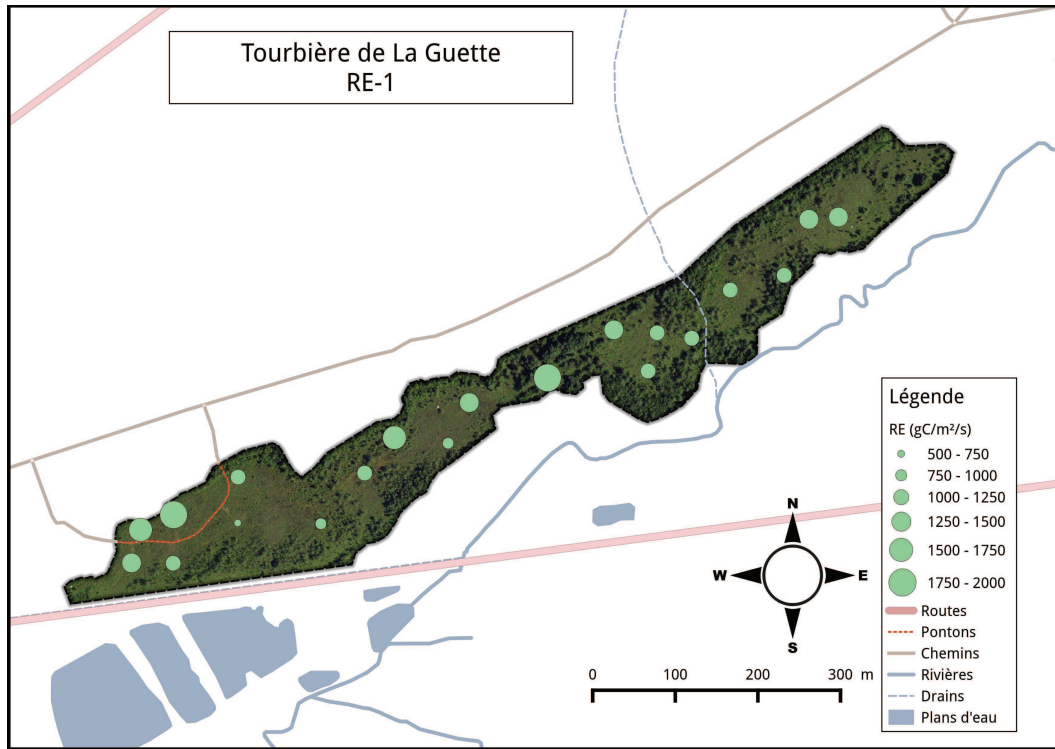 Tourbière de La Guette
RE-1
Légende
RE (gC/m²/s)
500 - 750
750 - 1000
1000 - 1250
1250 - 1500
1500 - 1750
1750 - 2000
Routes
Pontons
Chemins
Rivières
Drains
Plans d'eau
N
W
E
S
0 100 200 300 m